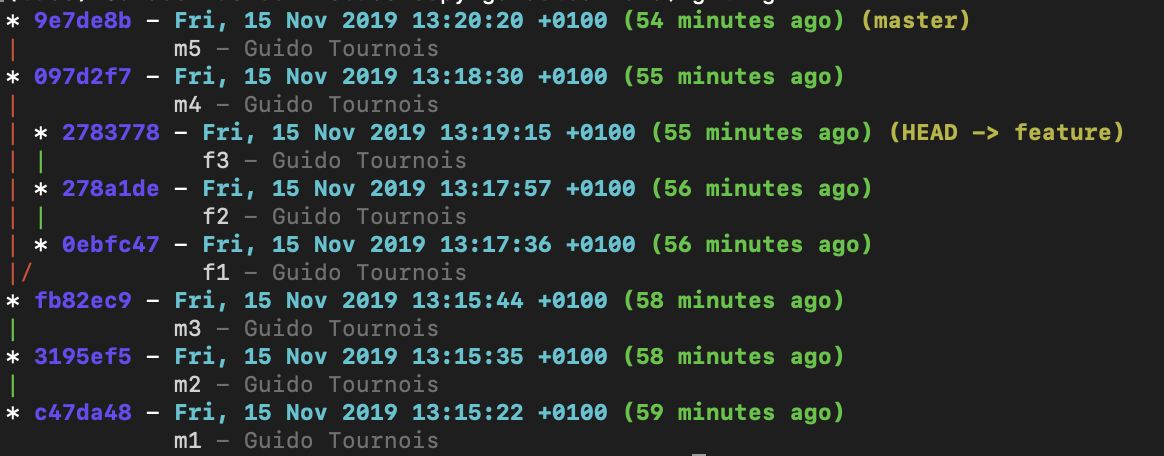 * 9e7de8b – Fri, 15 Nov 2019 13:20:20 +0100 (54 minutes ago) (master)
| m5 – Guido Tournois
* 097d2f7 – Fri, 15 Nov 2019 13:18:30 +0100 (55 minutes ago)
| m4 – Guido Tournois
| * 2783778 – Fri, 15 Nov 2019 13:19:15 +0100 (55 minutes ago) (HEAD -> feature)
| | f3 – Guido Tournois
| * 278a1de – Fri, 15 Nov 2019 13:17:57 +0100 (56 minutes ago)
| | f2 – Guido Tournois
| * 0ebfc47 – Fri, 15 Nov 2019 13:17:36 +0100 (56 minutes ago)
|/ f1 – Guido Tournois
* fb82ec9 – Fri, 15 Nov 2019 13:15:44 +0100 (58 minutes ago)
| m3 – Guido Tournois
* 3195ef5 – Fri, 15 Nov 2019 13:15:35 +0100 (58 minutes ago)
| m2 – Guido Tournois
* c47da48 – Fri, 15 Nov 2019 13:15:22 +0100 (59 minutes ago)
m1 – Guido Tournois